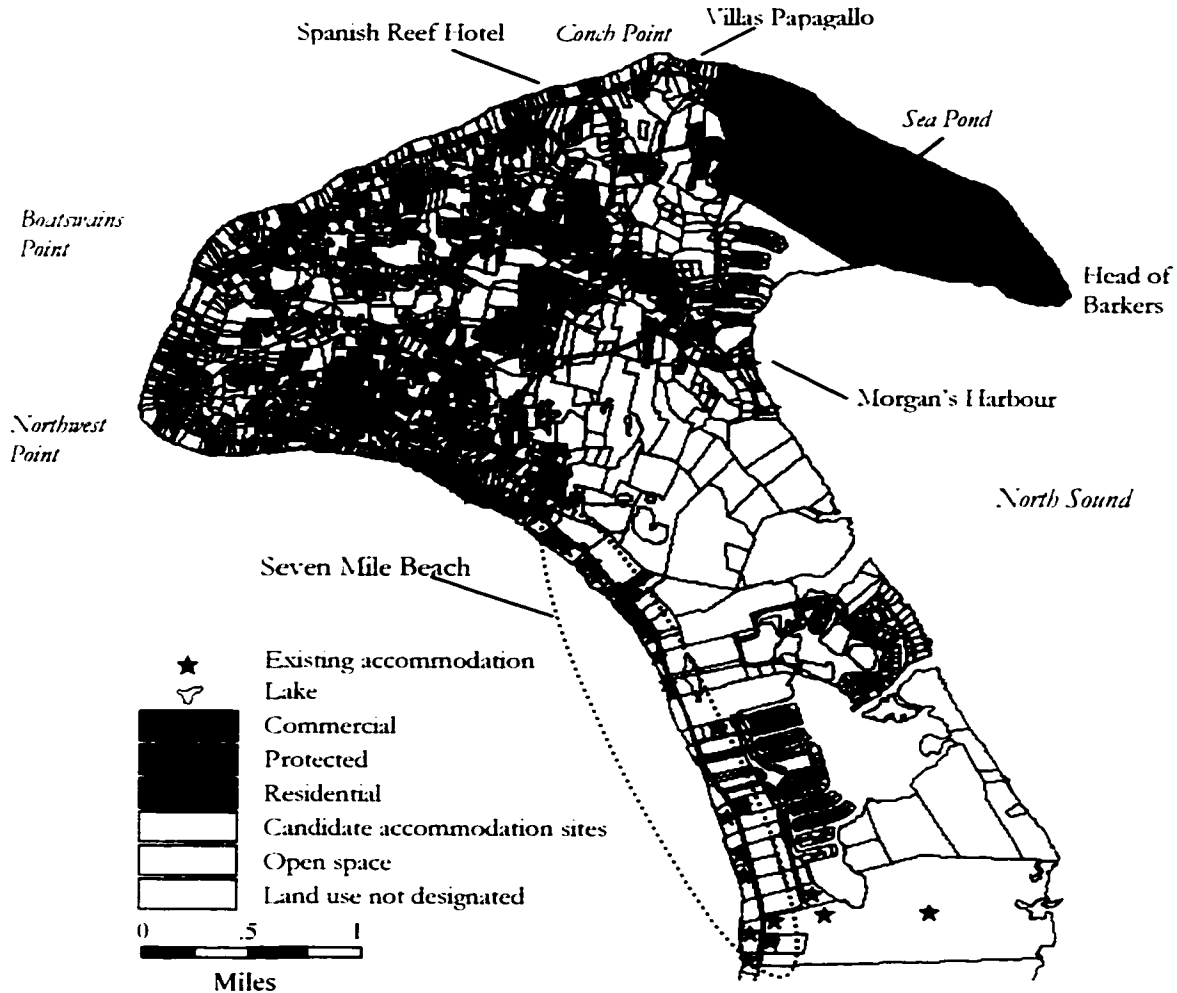 Villas Papagallo
Spanish Reef Hotel
Conch Point
Sea Pond
Boatswains
Point
Head of
Barkers
Morgan's Harbour
Northwest
Point
North Sound
Seven Mile Beach
Existing accommodation
Lake
Commercial
Protected
Residential
Candidate accommodation sites
Open space
Land use not designated
0 .5 1
Miles